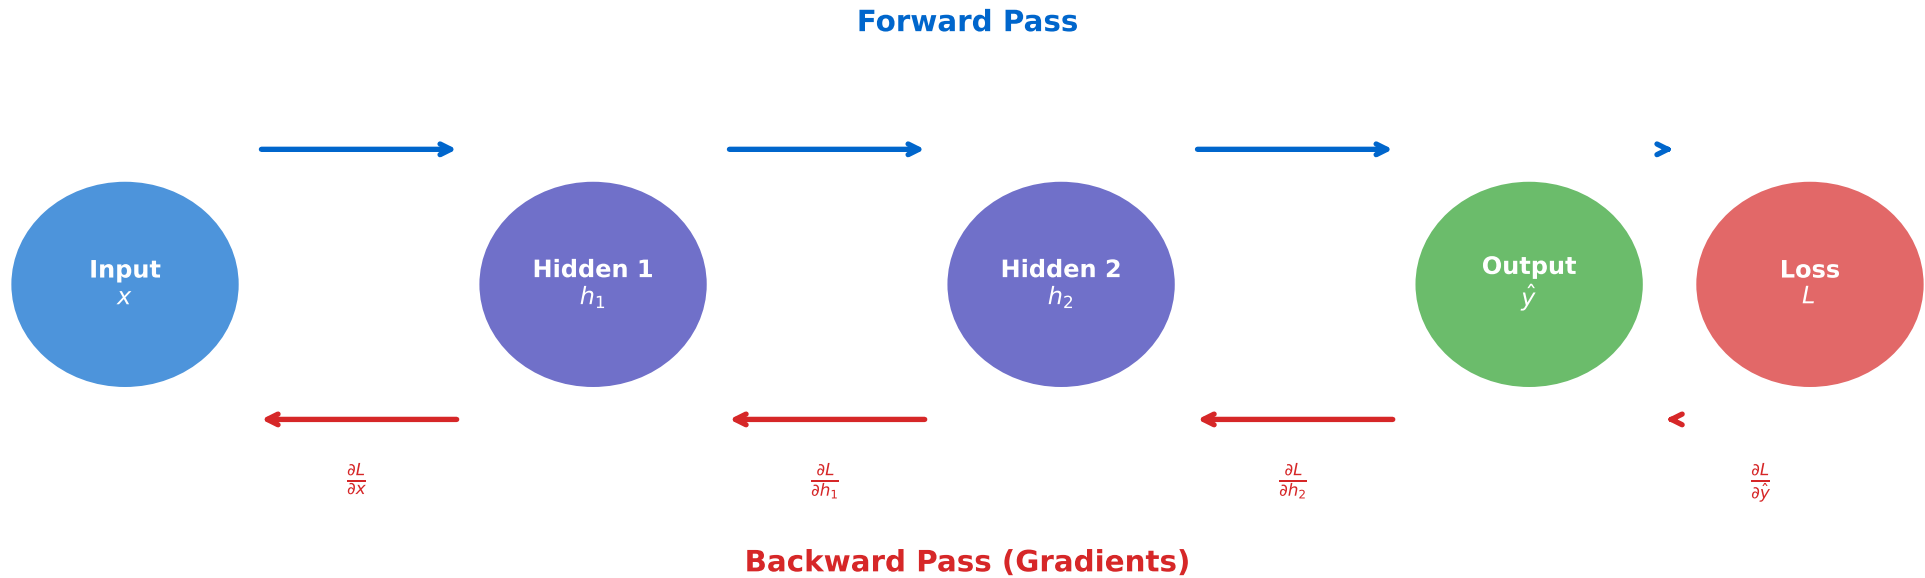 Forward Pass
Input
x
Hidden 1
h₁
Hidden 2
h₂
Output
ŷ
Loss
L
∂L/∂x
∂L/∂h₁
∂L/∂h₂
∂L/∂ŷ
Backward Pass (Gradients)